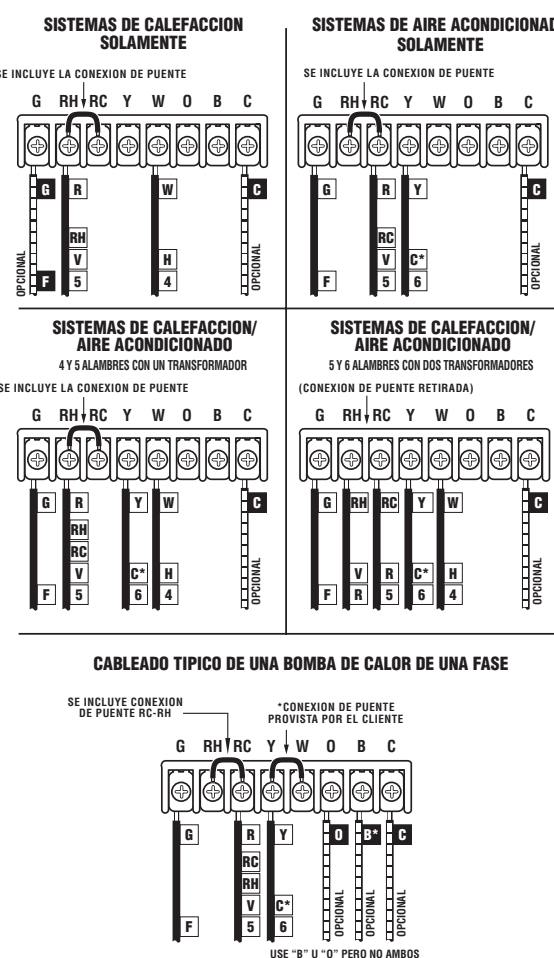 SISTEMAS DE CALEFACCION
SOLAMENTE
SE INCLUYE LA CONEXION DE PUENTE
G RH RC Y W O B C
G R W C
RH
V H
F 5 4
OPCIONAL OPCIONAL
SISTEMAS DE AIRE ACONDICIONAD
SOLAMENTE
SE INCLUYE LA CONEXION DE PUENTE
G RH RC Y W O B C
G R Y C
RC
V C*
F 5 6
OPCIONAL
SISTEMAS DE CALEFACCION/
AIRE ACONDICIONADO
4 Y 5 ALAMBRES CON UN TRANSFORMADOR
SE INCLUYE LA CONEXION DE PUENTE
G RH RC Y W O B C
G R Y W C
RH
RC
V C* H
F 5 6 4
OPCIONAL
SISTEMAS DE CALEFACCION/
AIRE ACONDICIONADO
5 Y 6 ALAMBRES CON DOS TRANSFORMADORES
(CONEXION DE PUENTE RETIRADA)
G RH RC Y W O B C
G RH RC Y W C
V R C* H
F R 5 6 4
OPCIONAL
CABLEADO TIPICO DE UNA BOMBA DE CALOR DE UNA FASE
SE INCLUYE CONEXION
DE PUENTE RC-RH
*CONEXION DE PUENTE
PROVISTA POR EL CLIENTE
G RH RC Y W O B C
G R Y O B* C
RC
RH
V C*
F 5 6
OPCIONAL OPCIONAL OPCIONAL
USE “B” U “O” PERO NO AMBOS